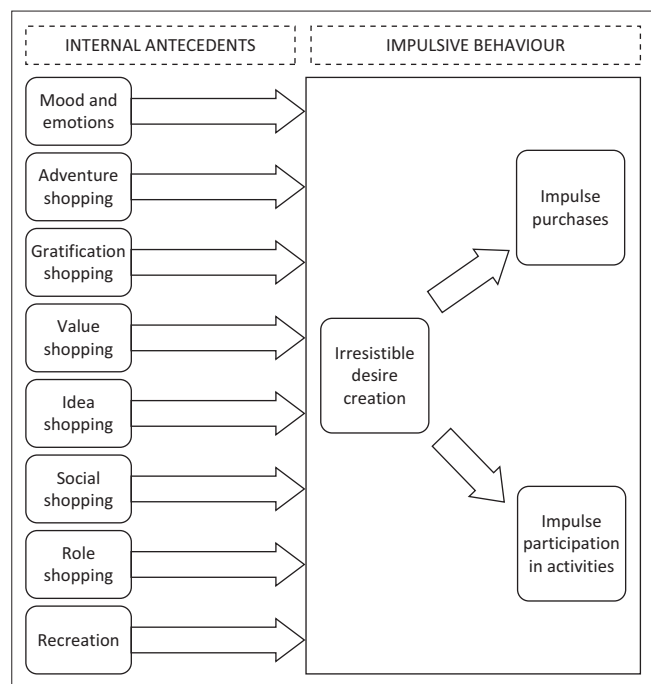 INTERNAL ANTECEDENTS
IMPULSIVE BEHAVIOUR
Mood and
emotions
Adventure
shopping
Gratification
shopping
Value
shopping
Idea
shopping
Social
shopping
Role
shopping
Recreation
Irresistible
desire
creation
Impulse
purchases
Impulse
participation
in activities